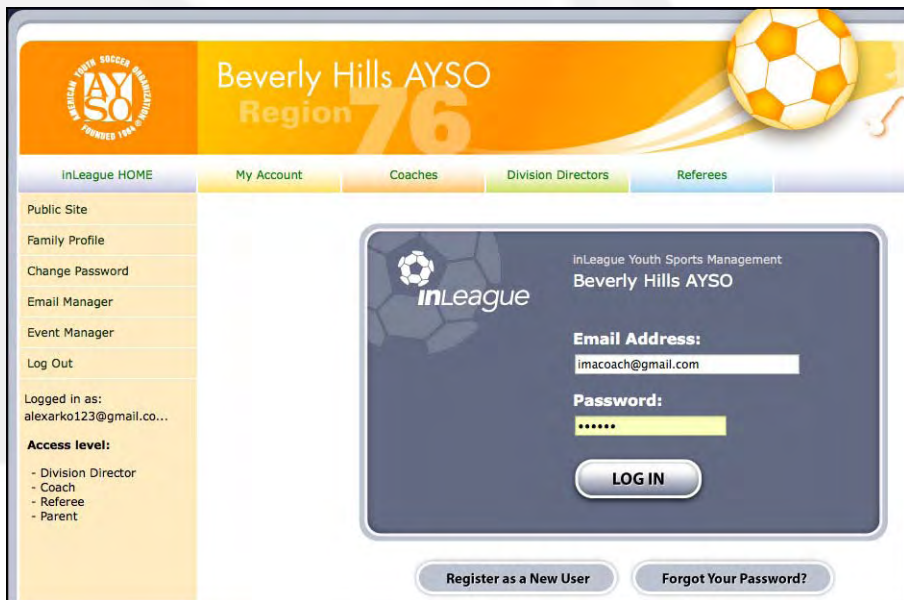 AMERICAN YOUTH SOCCER ORGANIZATION
AYSO
FOUNDED 1964
Beverly Hills AYSO
Region 76
inLeague HOME
My Account
Coaches
Division Directors
Referees
Public Site
Family Profile
Change Password
Email Manager
Event Manager
Log Out
Logged in as:
alexarko123@gmail.co...
Access level:
- Division Director
- Coach
- Referee
- Parent
inLeague
inLeague Youth Sports Management
Beverly Hills AYSO
Email Address:
imacoach@gmail.com
Password:
••••••
LOG IN
Register as a New User
Forgot Your Password?